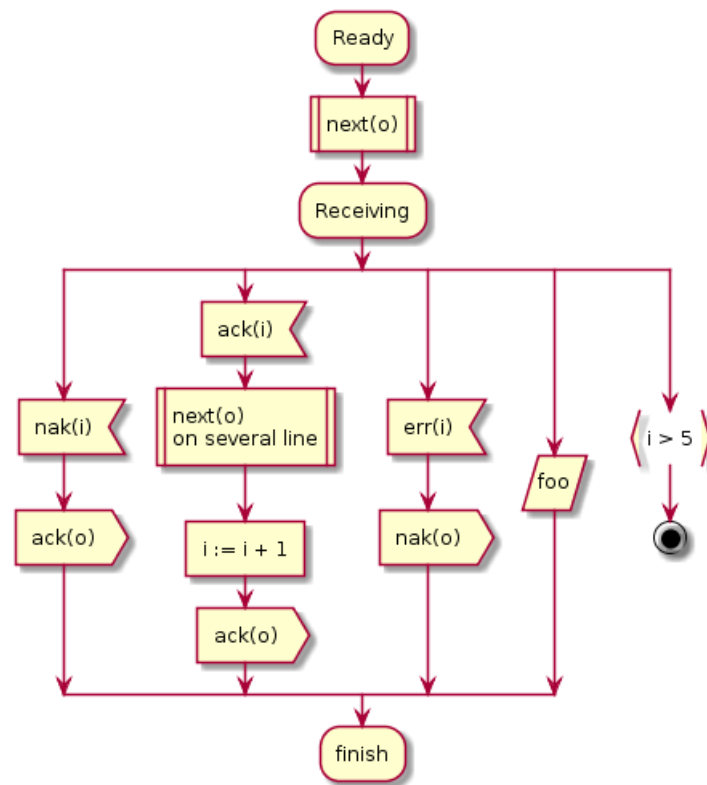 Ready
next(o)
Receiving
nak(i)
ack(o)
ack(i)
next(o)
on several line
i := i + 1
ack(o)
err(i)
nak(o)
foo
i > 5
finish